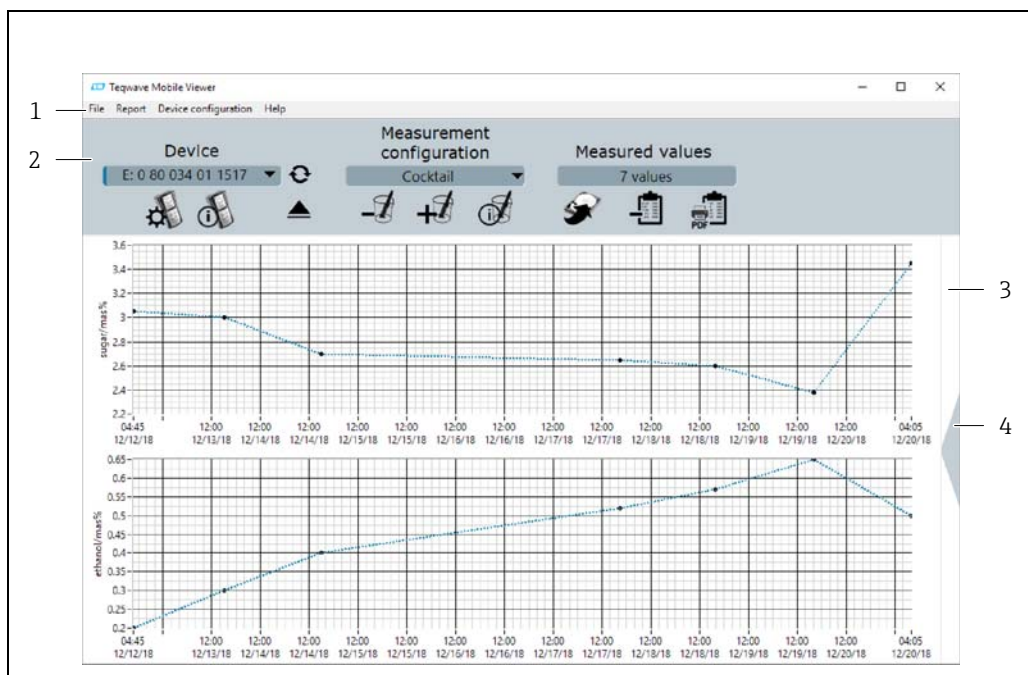 Teqwave Mobile Viewer
1
File Report Device configuration Help
2
Device
Measurement
configuration
Measured values
E: 0 80 034 01 1517
Cocktail
7 values
PDF
3
4
sugar/mas%
3.6
3.4
3.2
3
2.8
2.6
2.4
2.2
04:45 12:00 12:00 12:00 12:00 12:00 12:00 12:00 12:00 12:00 12:00 12:00 12:00 12:00 12:00 04:05
12/12/18 12/13/18 12/14/18 12/14/18 12/15/18 12/15/18 12/16/18 12/16/18 12/17/18 12/17/18 12/18/18 12/18/18 12/19/18 12/19/18 12/20/18 12/20/18
ethanol/mas%
0.65
0.6
0.55
0.5
0.45
0.4
0.35
0.3
0.25
0.2
04:45 12:00 12:00 12:00 12:00 12:00 12:00 12:00 12:00 12:00 12:00 12:00 12:00 12:00 12:00 04:05
12/12/18 12/13/18 12/14/18 12/14/18 12/15/18 12/15/18 12/16/18 12/16/18 12/17/18 12/17/18 12/18/18 12/18/18 12/19/18 12/19/18 12/20/18 12/20/18